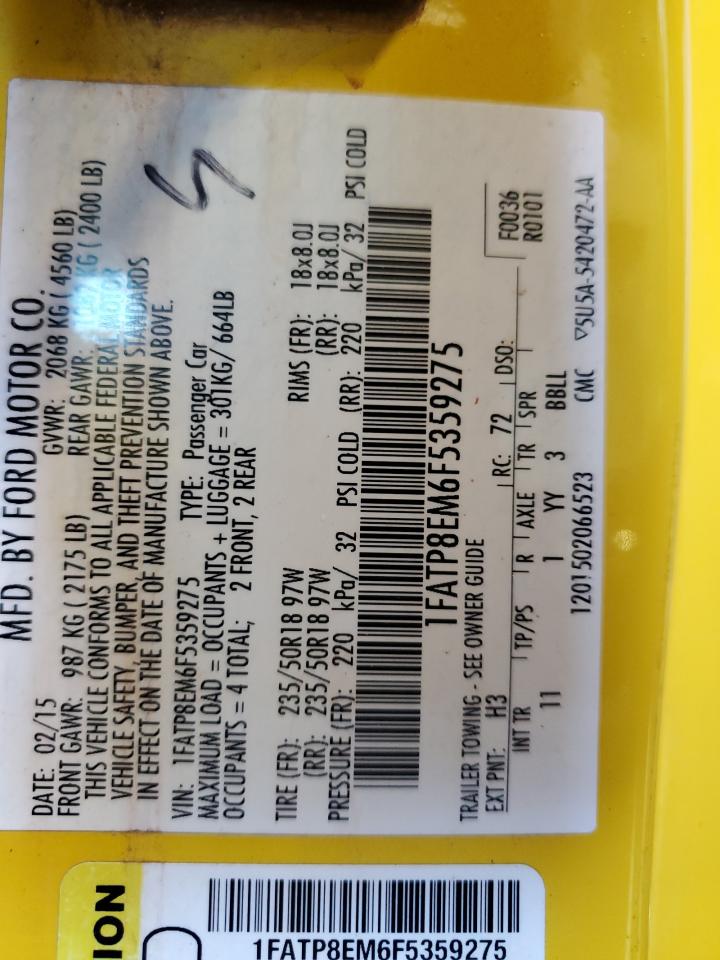 MFD. BY FORD MOTOR CO.
DATE: 02/15 GVWR: 2068 KG ( 4560 LB)
FRONT GAWR: 987 KG ( 2175 LB) REAR GAWR: KG ( 2400 LB)
THIS VEHICLE CONFORMS TO ALL APPLICABLE FEDERAL MOTOR
VEHICLE SAFETY, BUMPER, AND THEFT PREVENTION STANDARDS
IN EFFECT ON THE DATE OF MANUFACTURE SHOWN ABOVE.
VIN: 1FATP8EM6F5359275 TYPE: Passenger Car
MAXIMUM LOAD = OCCUPANTS + LUGGAGE = 301KG/ 664LB
OCCUPANTS = 4 TOTAL; 2 FRONT, 2 REAR
TIRE (FR): 235/50R18 97W RIMS (FR): 18x8.0J
(RR): 235/50R18 97W (RR): 18x8.0J
PRESSURE (FR): 220 kPa/ 32 PSI COLD (RR): 220 kPa/ 32 PSI COLD
1FATP8EM6F5359275
TRAILER TOWING - SEE OWNER GUIDE F0036
EXT PNT: H3 RC: 72 DSO: R0101
INT TR TP/PS R AXLE TR SPR
11 1 YY 3 BBLL
1201502066523 CMC ▽5U5A-5420472-AA
ION
1FATP8EM6F5359275